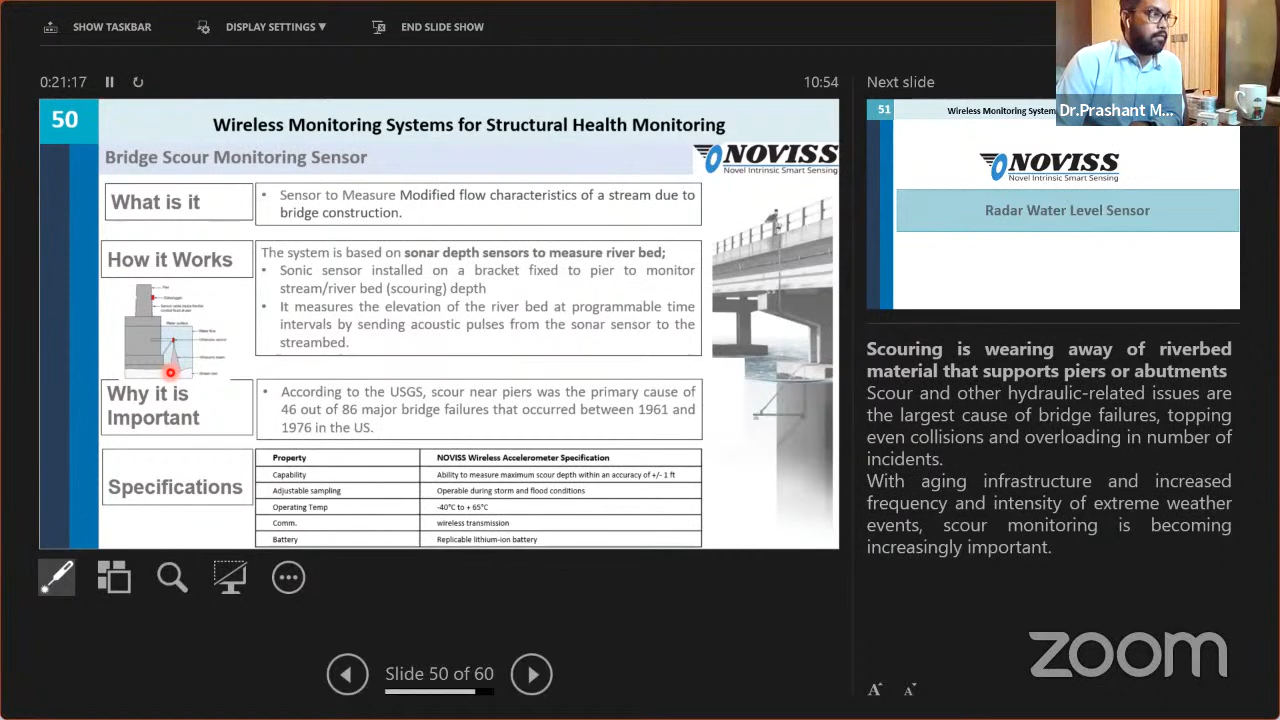 SHOW TASKBAR
DISPLAY SETTINGS ▼
END SLIDE SHOW
0:21:17
10:54
50
Wireless Monitoring Systems for Structural Health Monitoring
Bridge Scour Monitoring Sensor
NOVISS
Novel Intrinsic Smart Sensing
What is it
• Sensor to Measure Modified flow characteristics of a stream due to
bridge construction.
How it Works
The system is based on sonar depth sensors to measure river bed;
• Sonic sensor installed on a bracket fixed to pier to monitor
stream/river bed (scouring) depth
• It measures the elevation of the river bed at programmable time
intervals by sending acoustic pulses from the sonar sensor to the
streambed.
Why it is
Important
• According to the USGS, scour near piers was the primary cause of
46 out of 86 major bridge failures that occurred between 1961 and
1976 in the US.
Specifications
Property NOVISS Wireless Accelerometer Specification
Capability Ability to measure maximum scour depth within an accuracy of +/- 1 ft
Adjustable sampling Operable during storm and flood conditions
Operating Temp -40°C to + 65°C
Comm. wireless transmission
Battery Replicable lithium-ion battery
Slide 50 of 60
Next slide
Dr.Prashant M...
51
Wireless Monitoring System
NOVISS
Novel Intrinsic Smart Sensing
Radar Water Level Sensor
Scouring is wearing away of riverbed
material that supports piers or abutments
Scour and other hydraulic-related issues are
the largest cause of bridge failures, topping
even collisions and overloading in number of
incidents.
With aging infrastructure and increased
frequency and intensity of extreme weather
events, scour monitoring is becoming
increasingly important.
A A
zoom